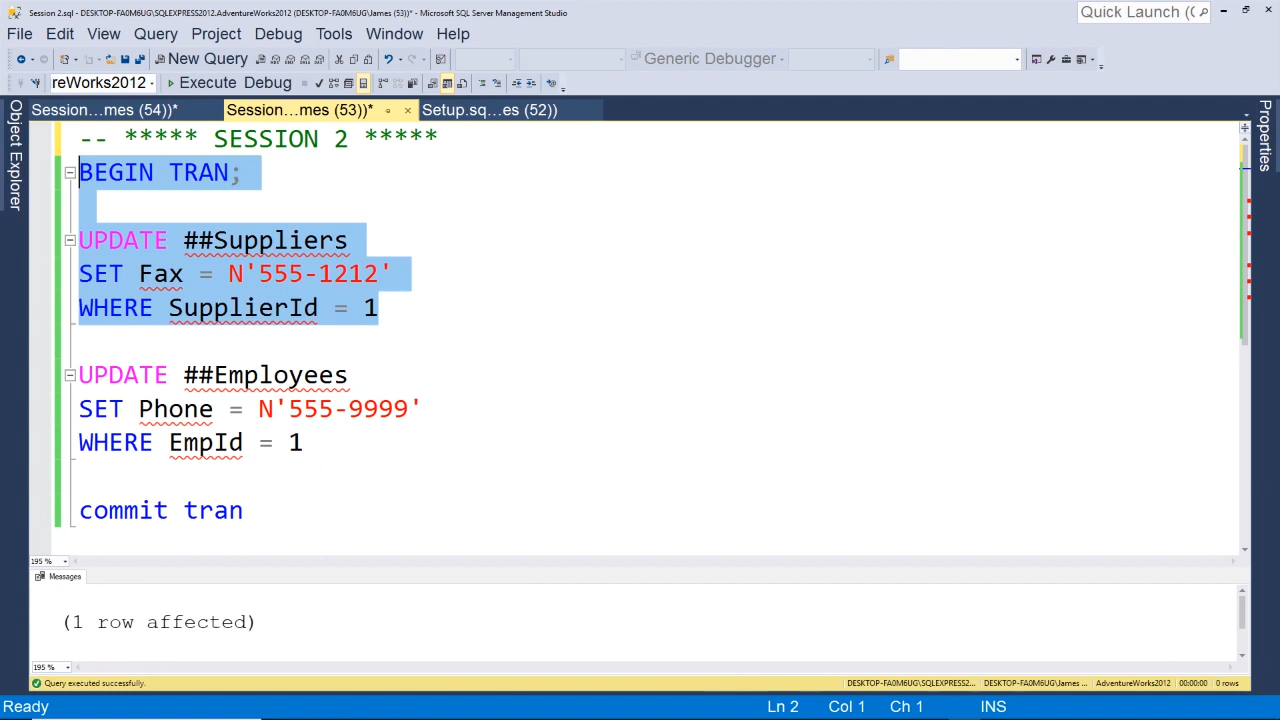 Session 2.sql - DESKTOP-FA0M6UG\SQLEXPRESS2012.AdventureWorks2012 (DESKTOP-FA0M6UG\James (53))* - Microsoft SQL Server Management Studio
Quick Launch (C
File Edit View Query Project Debug Tools Window Help
New Query Generic Debugger
reWorks2012 Execute Debug
Session...mes (54))* Session...mes (53))* Setup.sq...es (52))
Object Explorer
Properties
-- ***** SESSION 2 *****
BEGIN TRAN;
UPDATE ##Suppliers
SET Fax = N'555-1212'
WHERE SupplierId = 1
UPDATE ##Employees
SET Phone = N'555-9999'
WHERE EmpId = 1
commit tran
195 %
Messages
(1 row affected)
195 %
Query executed successfully. DESKTOP-FA0M6UG\SQLEXPRESS2... DESKTOP-FA0M6UG\James ... AdventureWorks2012 00:00:00 0 rows
Ready Ln 2 Col 1 Ch 1 INS